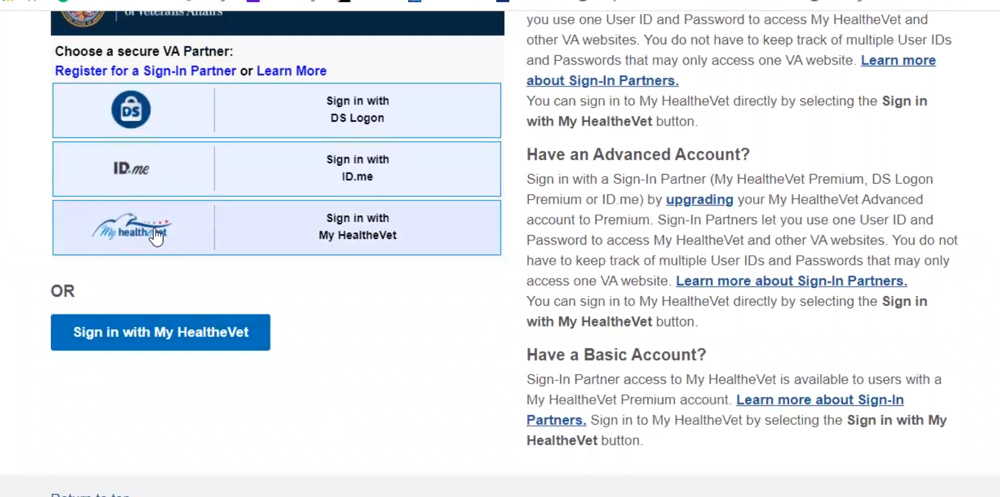 of Veterans Affairs
Choose a secure VA Partner:
Register for a Sign-In Partner or Learn More
DS
Sign in with
DS Logon
ID.me
Sign in with
ID.me
My health
Sign in with
My HealtheVet
OR
Sign in with My HealtheVet
you use one User ID and Password to access My HealtheVet and
other VA websites. You do not have to keep track of multiple User IDs
and Passwords that may only access one VA website. Learn more
about Sign-In Partners.
You can sign in to My HealtheVet directly by selecting the Sign in
with My HealtheVet button.
Have an Advanced Account?
Sign in with a Sign-In Partner (My HealtheVet Premium, DS Logon
Premium or ID.me) by upgrading your My HealtheVet Advanced
account to Premium. Sign-In Partners let you use one User ID and
Password to access My HealtheVet and other VA websites. You do not
have to keep track of multiple User IDs and Passwords that may only
access one VA website. Learn more about Sign-In Partners.
You can sign in to My HealtheVet directly by selecting the Sign in
with My HealtheVet button.
Have a Basic Account?
Sign-In Partner access to My HealtheVet is available to users with a
My HealtheVet Premium account. Learn more about Sign-In
Partners. Sign in to My HealtheVet by selecting the Sign in with My
HealtheVet button.
Return to top